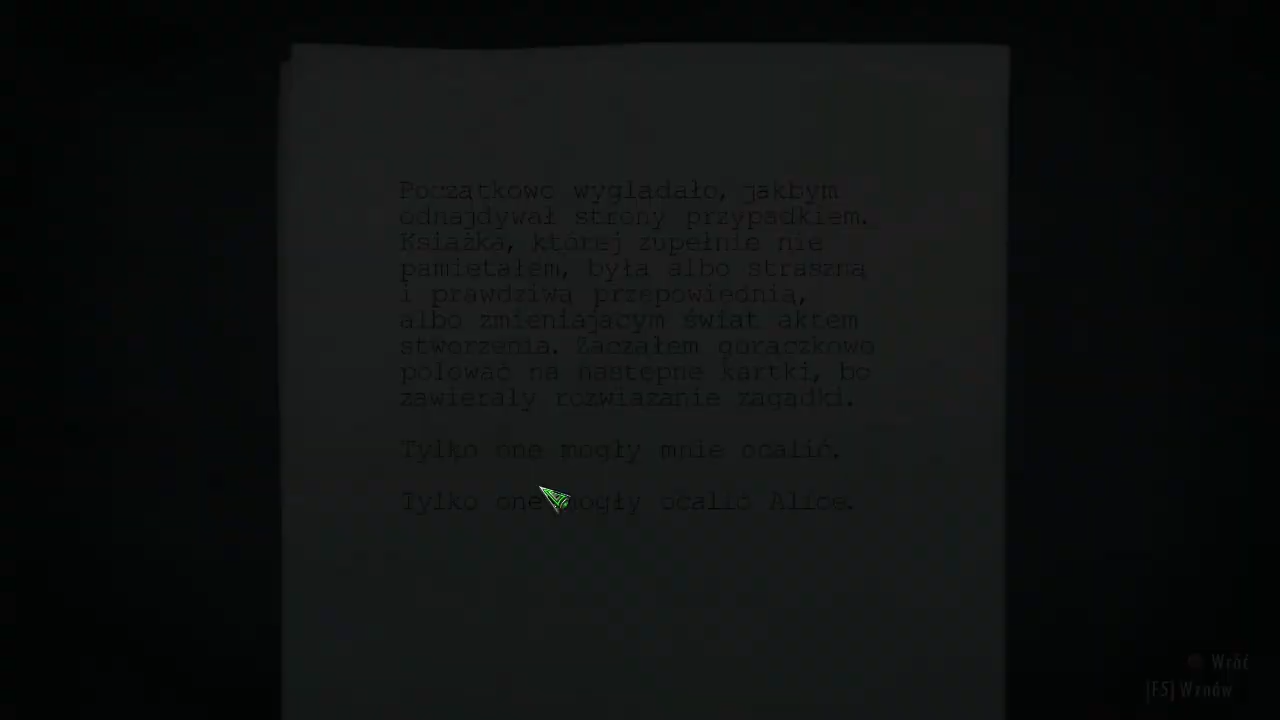 Początkowo wyglądało, jakbym
odnajdywał strony przypadkiem.
Książka, której zupełnie nie
pamiętałem, była albo straszną
i prawdziwą przepowiednią,
albo zmieniającym świat aktem
stworzenia. Zacząłem gorączkowo
polować na następne kartki, bo
zawierały rozwiązanie zagadki.
Tylko one mogły mnie ocalić.
Tylko one mogły ocalić Alice.
Wróć
[F5] Wznów